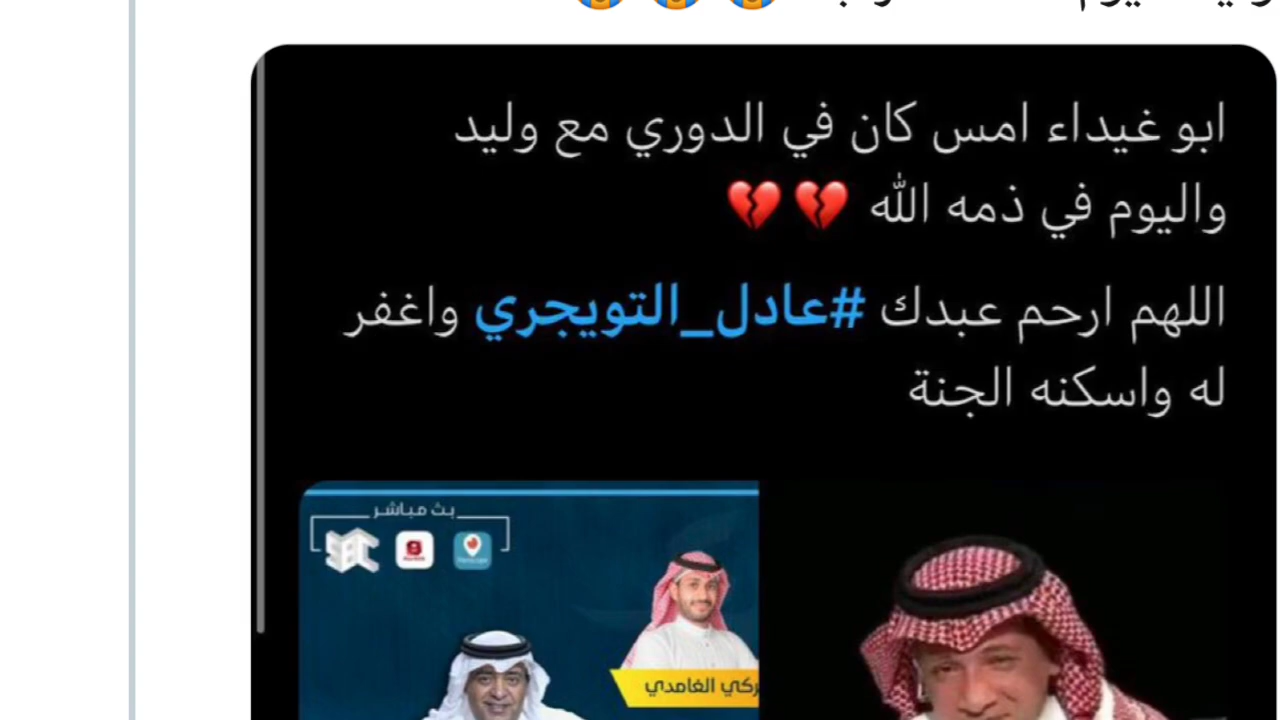 ابو غيداء امس كان في الدوري مع وليد
واليوم في ذمه الله 💔💔
اللهم ارحم عبدك #عادل_التويجري واغفر
له واسكنه الجنة
بث مباشر
SBC
ركي الغامدي